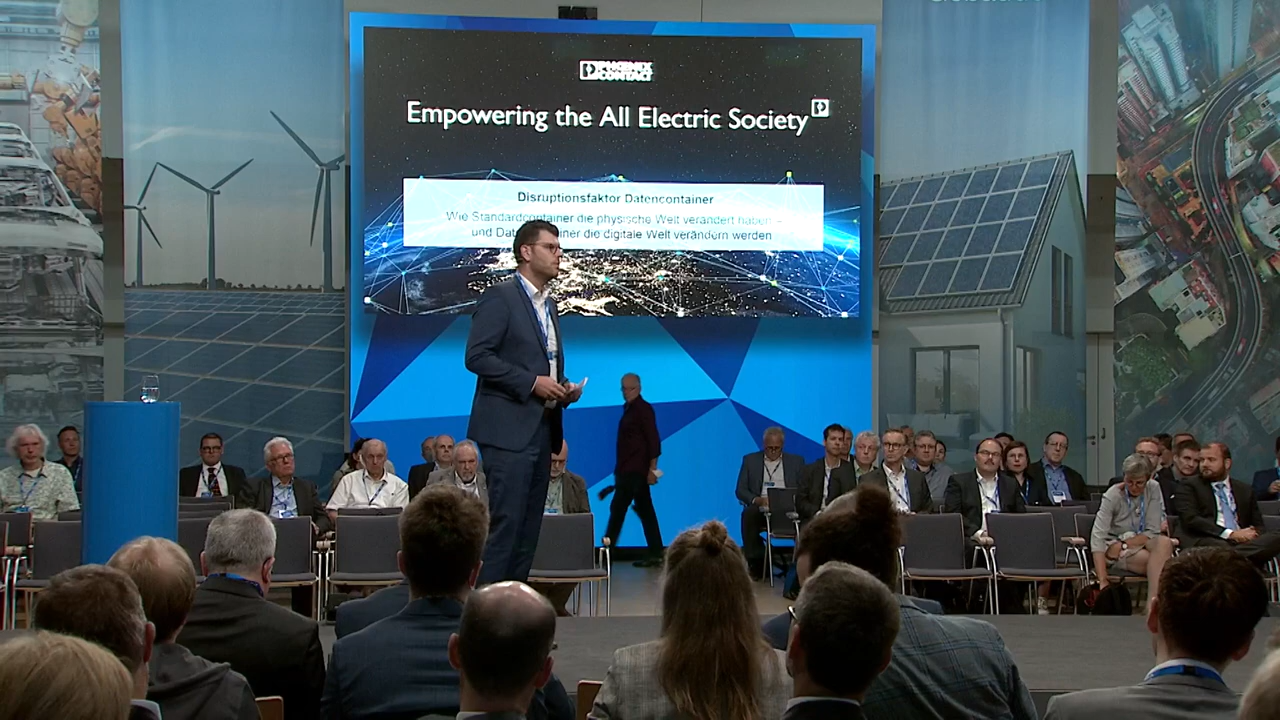 PHOENIX
CONTACT
Empowering the All Electric Society
Disruptionsfaktor Datencontainer
Wie Standardcontainer die physische Welt verändert haben –
und Daten iner die digitale Welt verändern werden